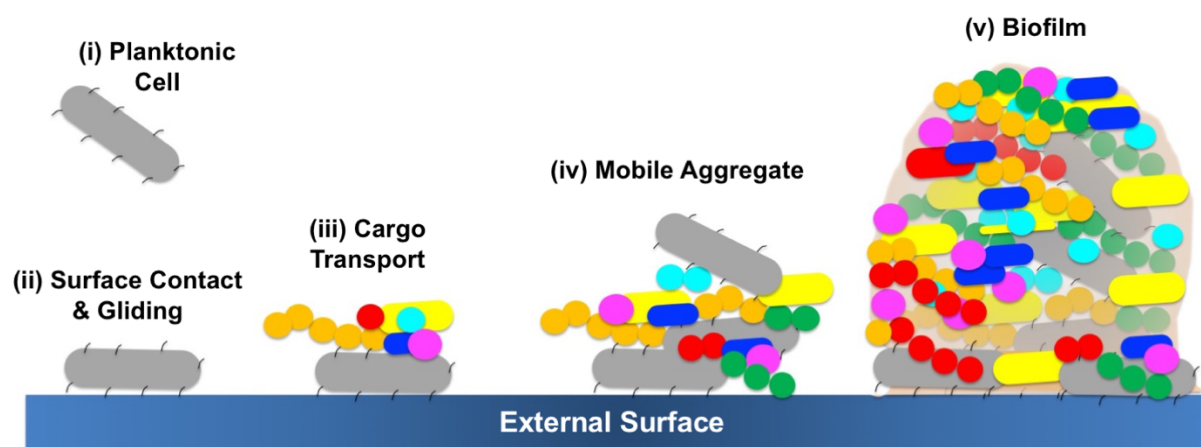 (i) Planktonic
Cell
(ii) Surface Contact
& Gliding
(iii) Cargo
Transport
(iv) Mobile Aggregate
(v) Biofilm
External Surface